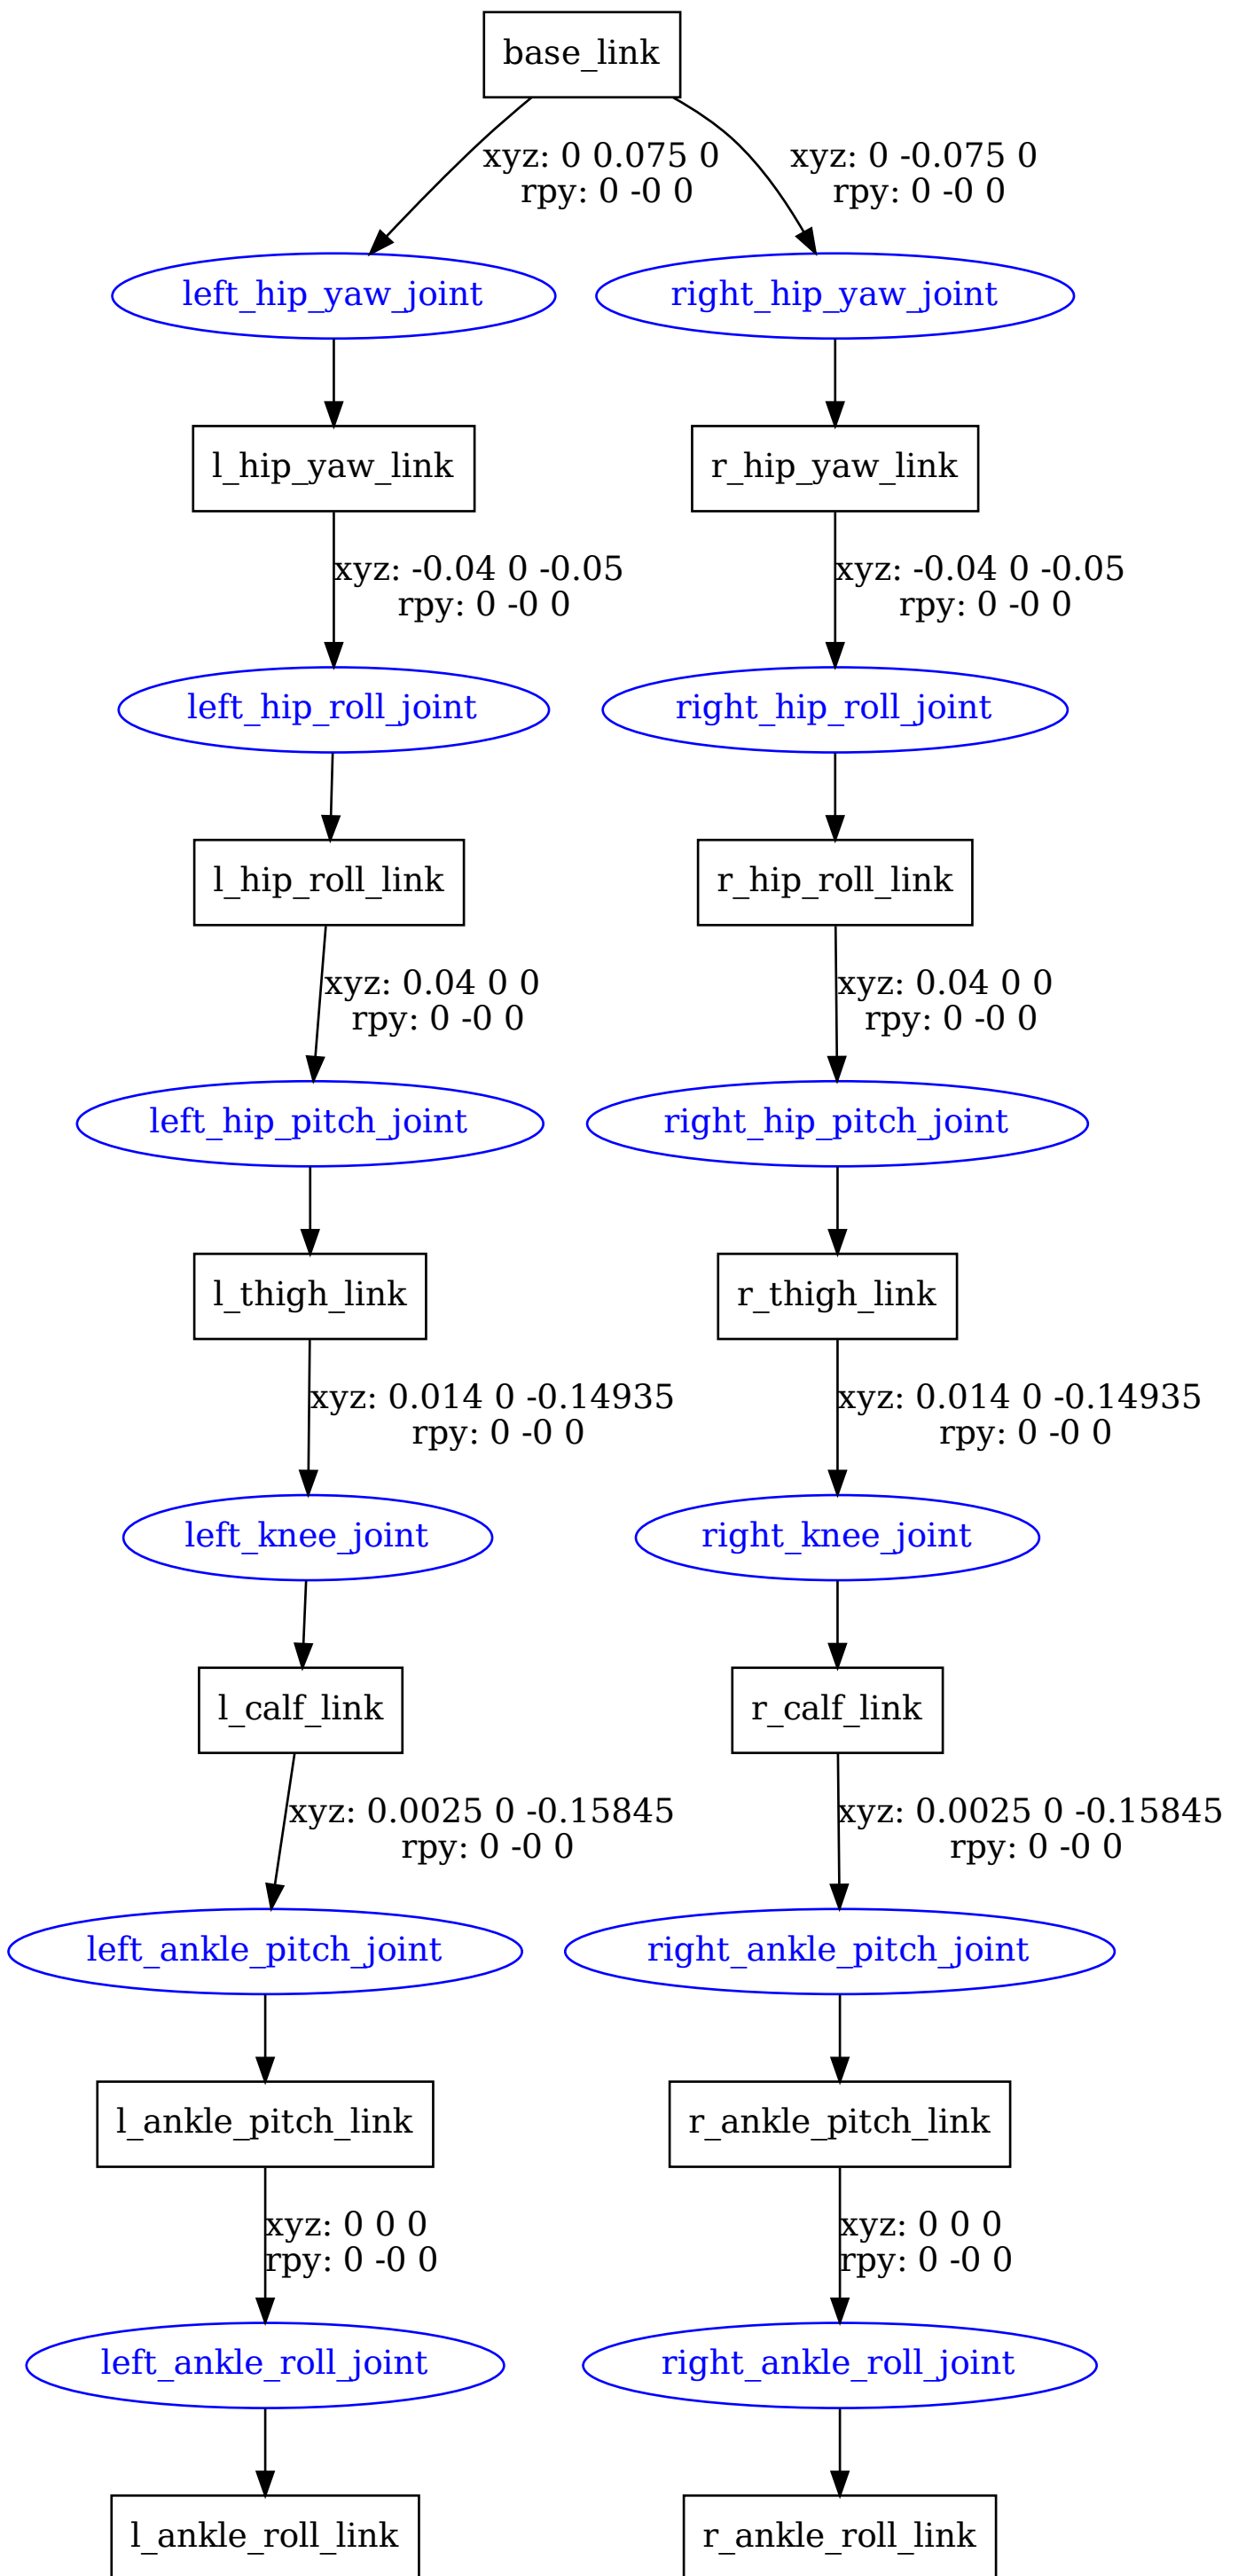 base_link
xyz: 0 0.075 0
rpy: 0 -0 0
xyz: 0 -0.075 0
rpy: 0 -0 0
left_hip_yaw_joint
right_hip_yaw_joint
l_hip_yaw_link
r_hip_yaw_link
xyz: -0.04 0 -0.05
rpy: 0 -0 0
xyz: -0.04 0 -0.05
rpy: 0 -0 0
left_hip_roll_joint
right_hip_roll_joint
l_hip_roll_link
r_hip_roll_link
xyz: 0.04 0 0
rpy: 0 -0 0
xyz: 0.04 0 0
rpy: 0 -0 0
left_hip_pitch_joint
right_hip_pitch_joint
l_thigh_link
r_thigh_link
xyz: 0.014 0 -0.14935
rpy: 0 -0 0
xyz: 0.014 0 -0.14935
rpy: 0 -0 0
left_knee_joint
right_knee_joint
l_calf_link
r_calf_link
xyz: 0.0025 0 -0.15845
rpy: 0 -0 0
xyz: 0.0025 0 -0.15845
rpy: 0 -0 0
left_ankle_pitch_joint
right_ankle_pitch_joint
l_ankle_pitch_link
r_ankle_pitch_link
xyz: 0 0 0
rpy: 0 -0 0
xyz: 0 0 0
rpy: 0 -0 0
left_ankle_roll_joint
right_ankle_roll_joint
l_ankle_roll_link
r_ankle_roll_link